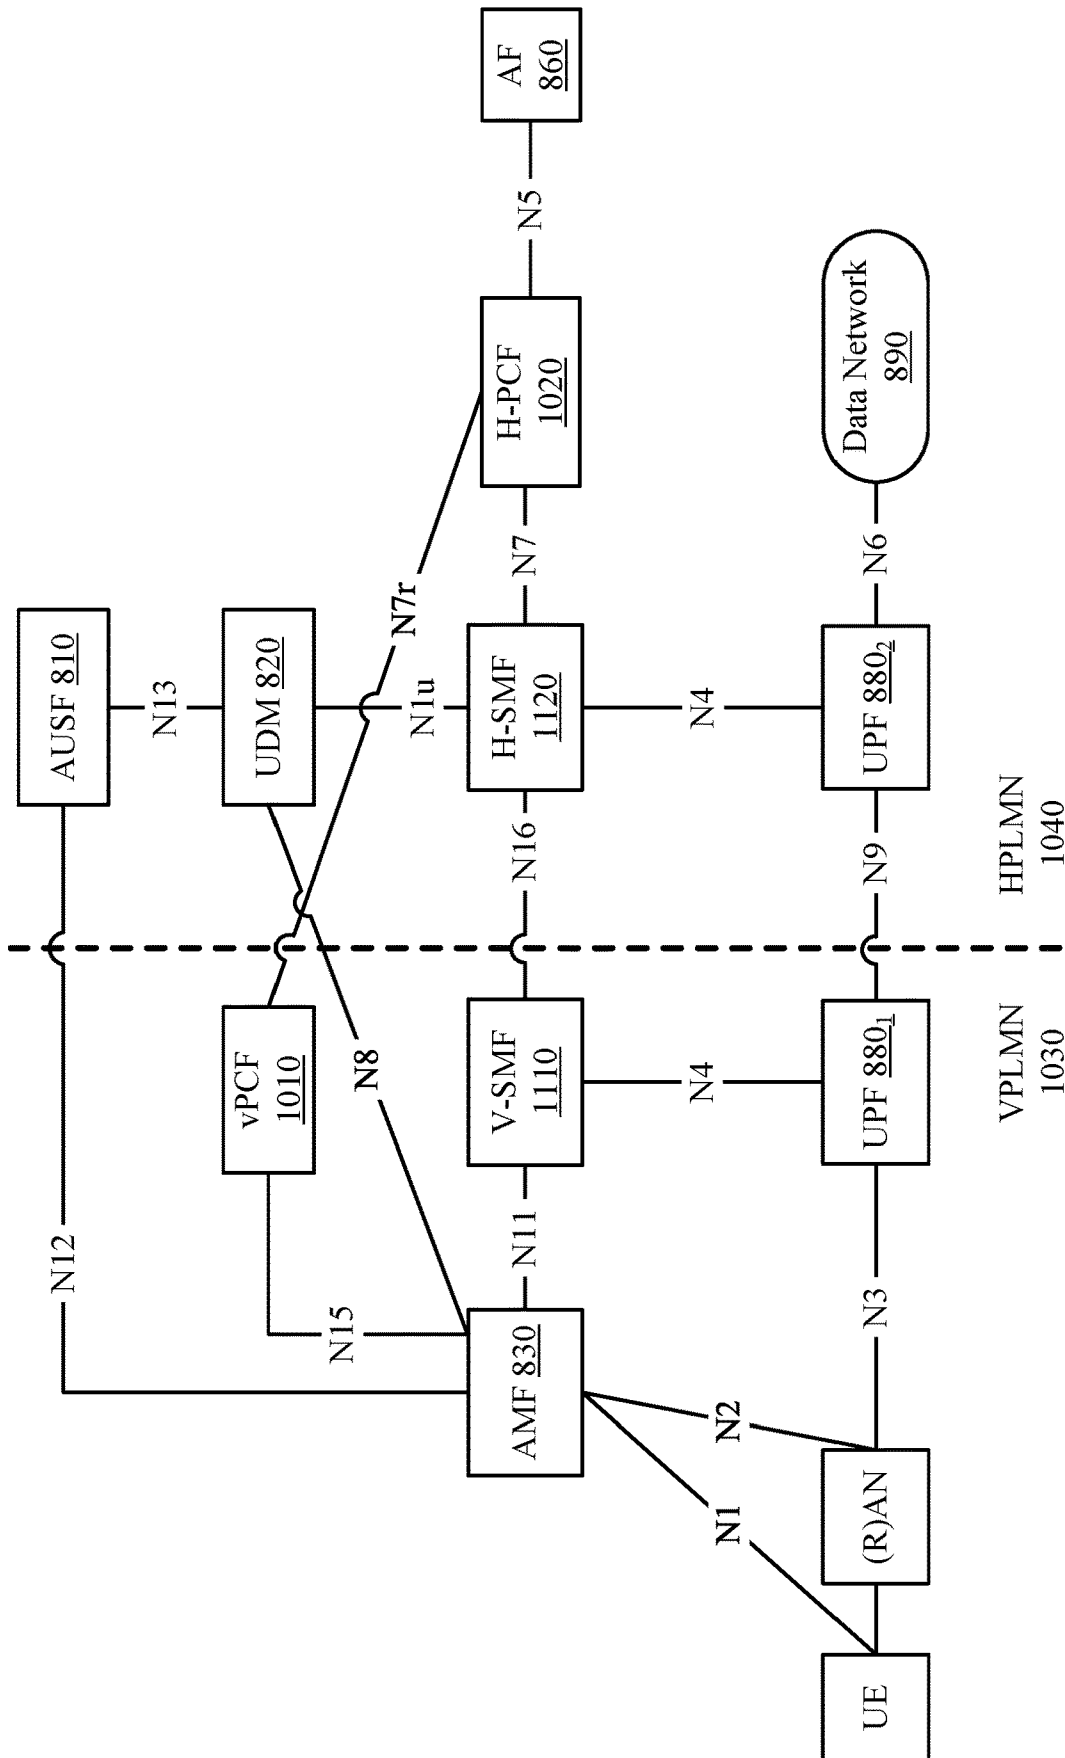 AUSF 810
N12
N13
vPCF
1010
UDM 820
N15
N8
N7r
N1u
AMF 830
N11
V-SMF
1110
N16
H-SMF
1120
N7
H-PCF
1020
N5
AF
860
N1
N2
N4
N4
UE
(R)AN
N3
UPF 880₁
N9
UPF 880₂
N6
Data Network
890
VPLMN
1030
HPLMN
1040